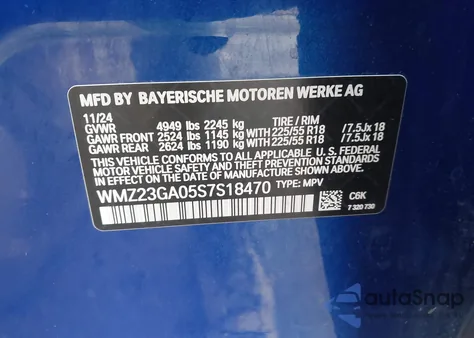 MFD BY BAYERISCHE MOTOREN WERKE AG
11/24 TIRE / RIM
GVWR 4949 lbs 2245 kg
GAWR FRONT 2524 lbs 1145 kg WITH 225/55 R18 /7.5Jx 18
GAWR REAR 2624 lbs 1190 kg WITH 225/55 R18 /7.5Jx 18
THIS VEHICLE CONFORMS TO ALL APPLICABLE U.S. FEDERAL
MOTOR VEHICLE SAFETY AND THEFT PREVENTION STANDARDS
IN EFFECT ON THE DATE OF MANUFACTURE SHOWN ABOVE.
WMZ23GA05S7S18470 TYPE: MPV
C6K
7 320 730
autoSnap